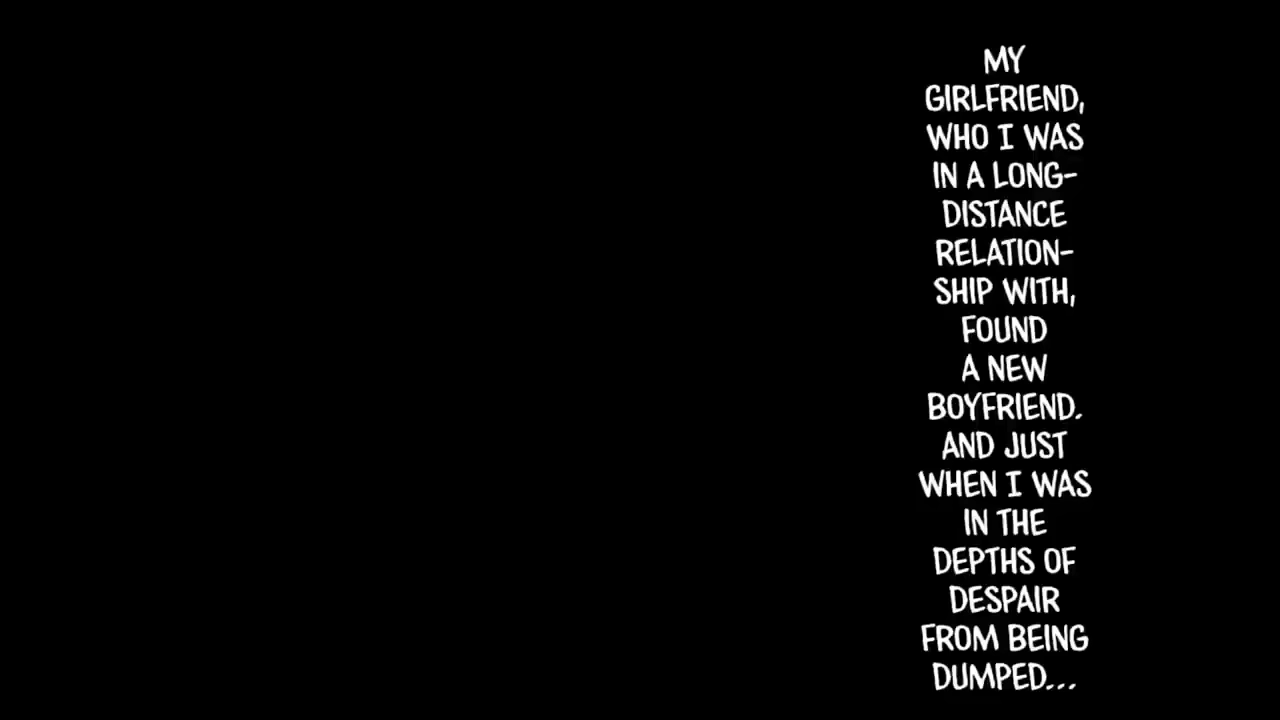 MY
GIRLFRIEND,
WHO I WAS
IN A LONG-
DISTANCE
RELATION-
SHIP WITH,
FOUND
A NEW
BOYFRIEND.
AND JUST
WHEN I WAS
IN THE
DEPTHS OF
DESPAIR
FROM BEING
DUMPED...